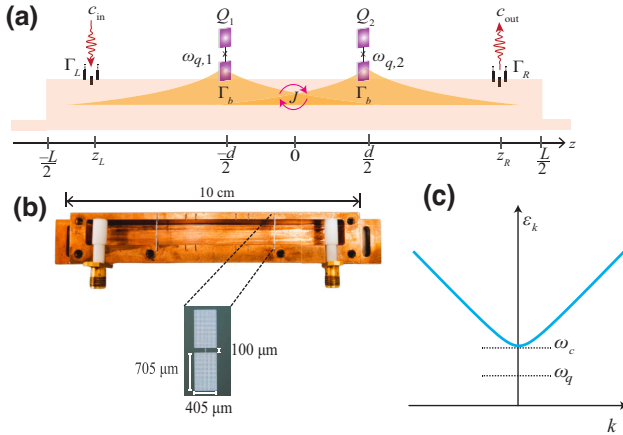 (a)
c_in
Q_1
Q_2
c_out
Γ_L
ω_q,1
ω_q,2
Γ_R
Γ_b
J
Γ_b
-L/2
z_L
-d/2
0
d/2
z_R
L/2
z
(b)
10 cm
100 μm
705 μm
405 μm
(c)
ε_k
ω_c
ω_q
k